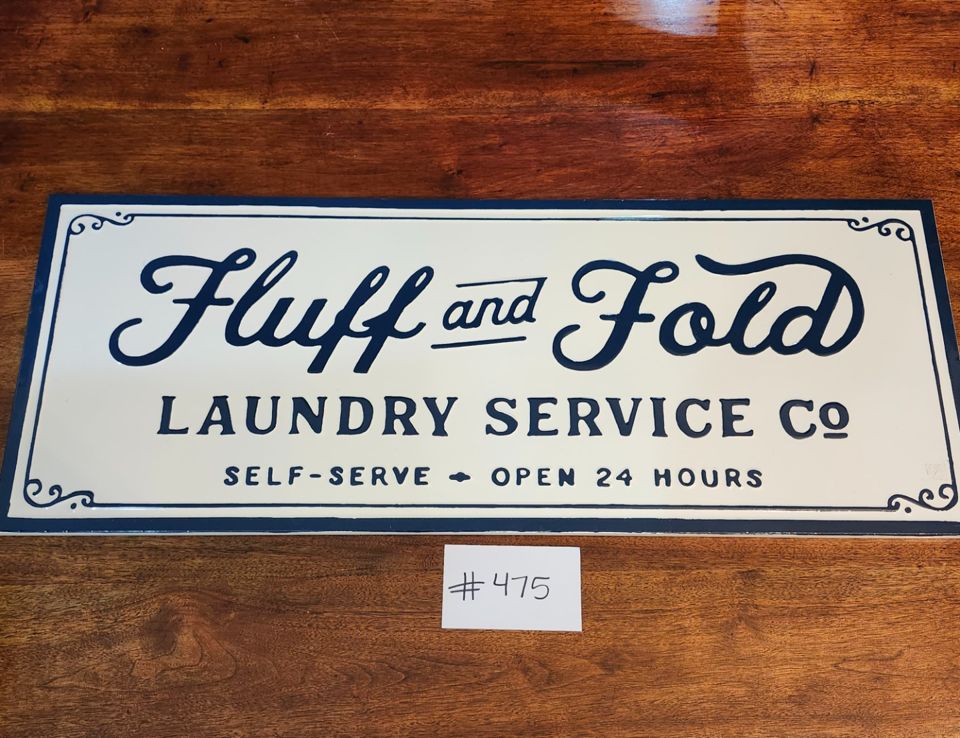 Fluff and Fold
LAUNDRY SERVICE Co
SELF-SERVE OPEN 24 HOURS
#475